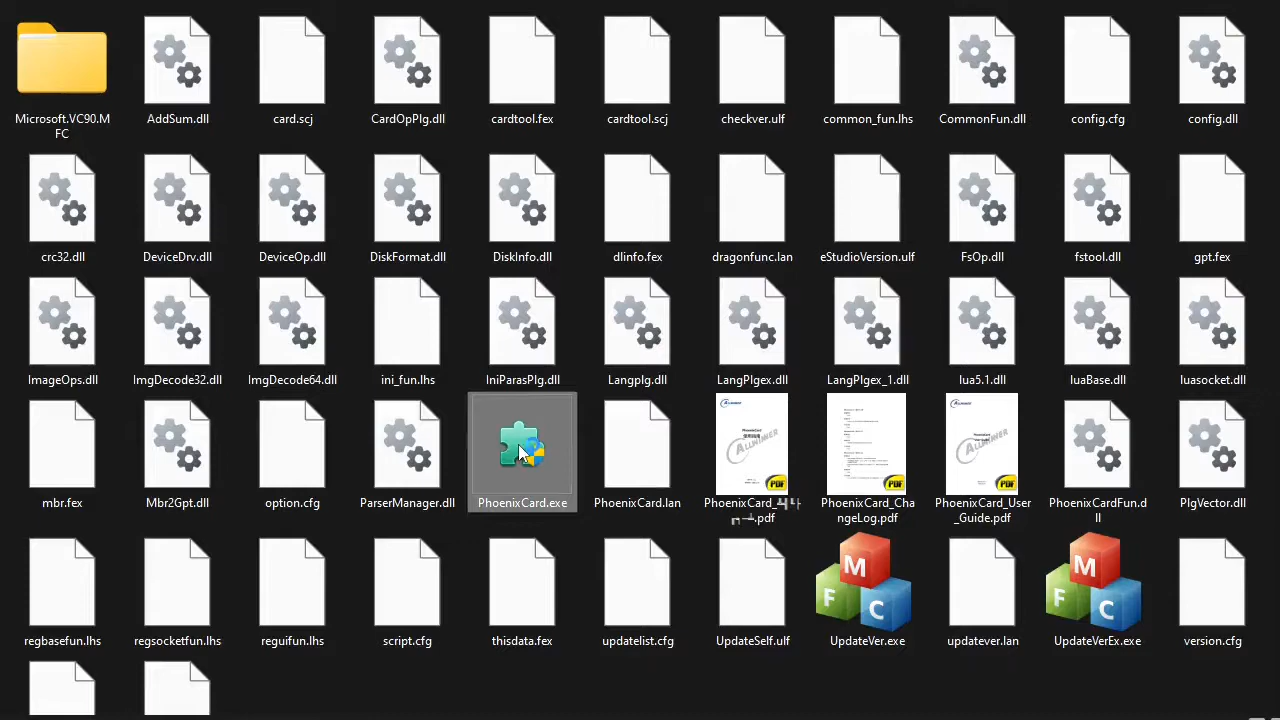 Microsoft.VC90.M
FC
AddSum.dll
card.scj
CardOpPlg.dll
cardtool.fex
cardtool.scj
checkver.ulf
common_fun.lhs
CommonFun.dll
config.cfg
config.dll
crc32.dll
DeviceDrv.dll
DeviceOp.dll
DiskFormat.dll
DiskInfo.dll
dlinfo.fex
dragonfunc.lan
eStudioVersion.ulf
FsOp.dll
fstool.dll
gpt.fex
ImageOps.dll
ImgDecode32.dll
ImgDecode64.dll
ini_fun.lhs
IniParasPlg.dll
Langplg.dll
LangPlgex.dll
LangPlgex_1.dll
lua5.1.dll
luaBase.dll
luasocket.dll
mbr.fex
Mbr2Gpt.dll
option.cfg
ParserManager.dll
PhoenixCard.exe
PhoenixCard.lan
PhoenixCard_
.pdf
PhoenixCard_Cha
ngeLog.pdf
PhoenixCard_User
_Guide.pdf
PhoenixCardFun.d
ll
PlgVector.dll
PDF
PDF
PDF
regbasefun.lhs
regsocketfun.lhs
reguifun.lhs
script.cfg
thisdata.fex
updatelist.cfg
UpdateSelf.ulf
M
F
C
UpdateVer.exe
updatever.lan
M
F
C
UpdateVerEx.exe
version.cfg